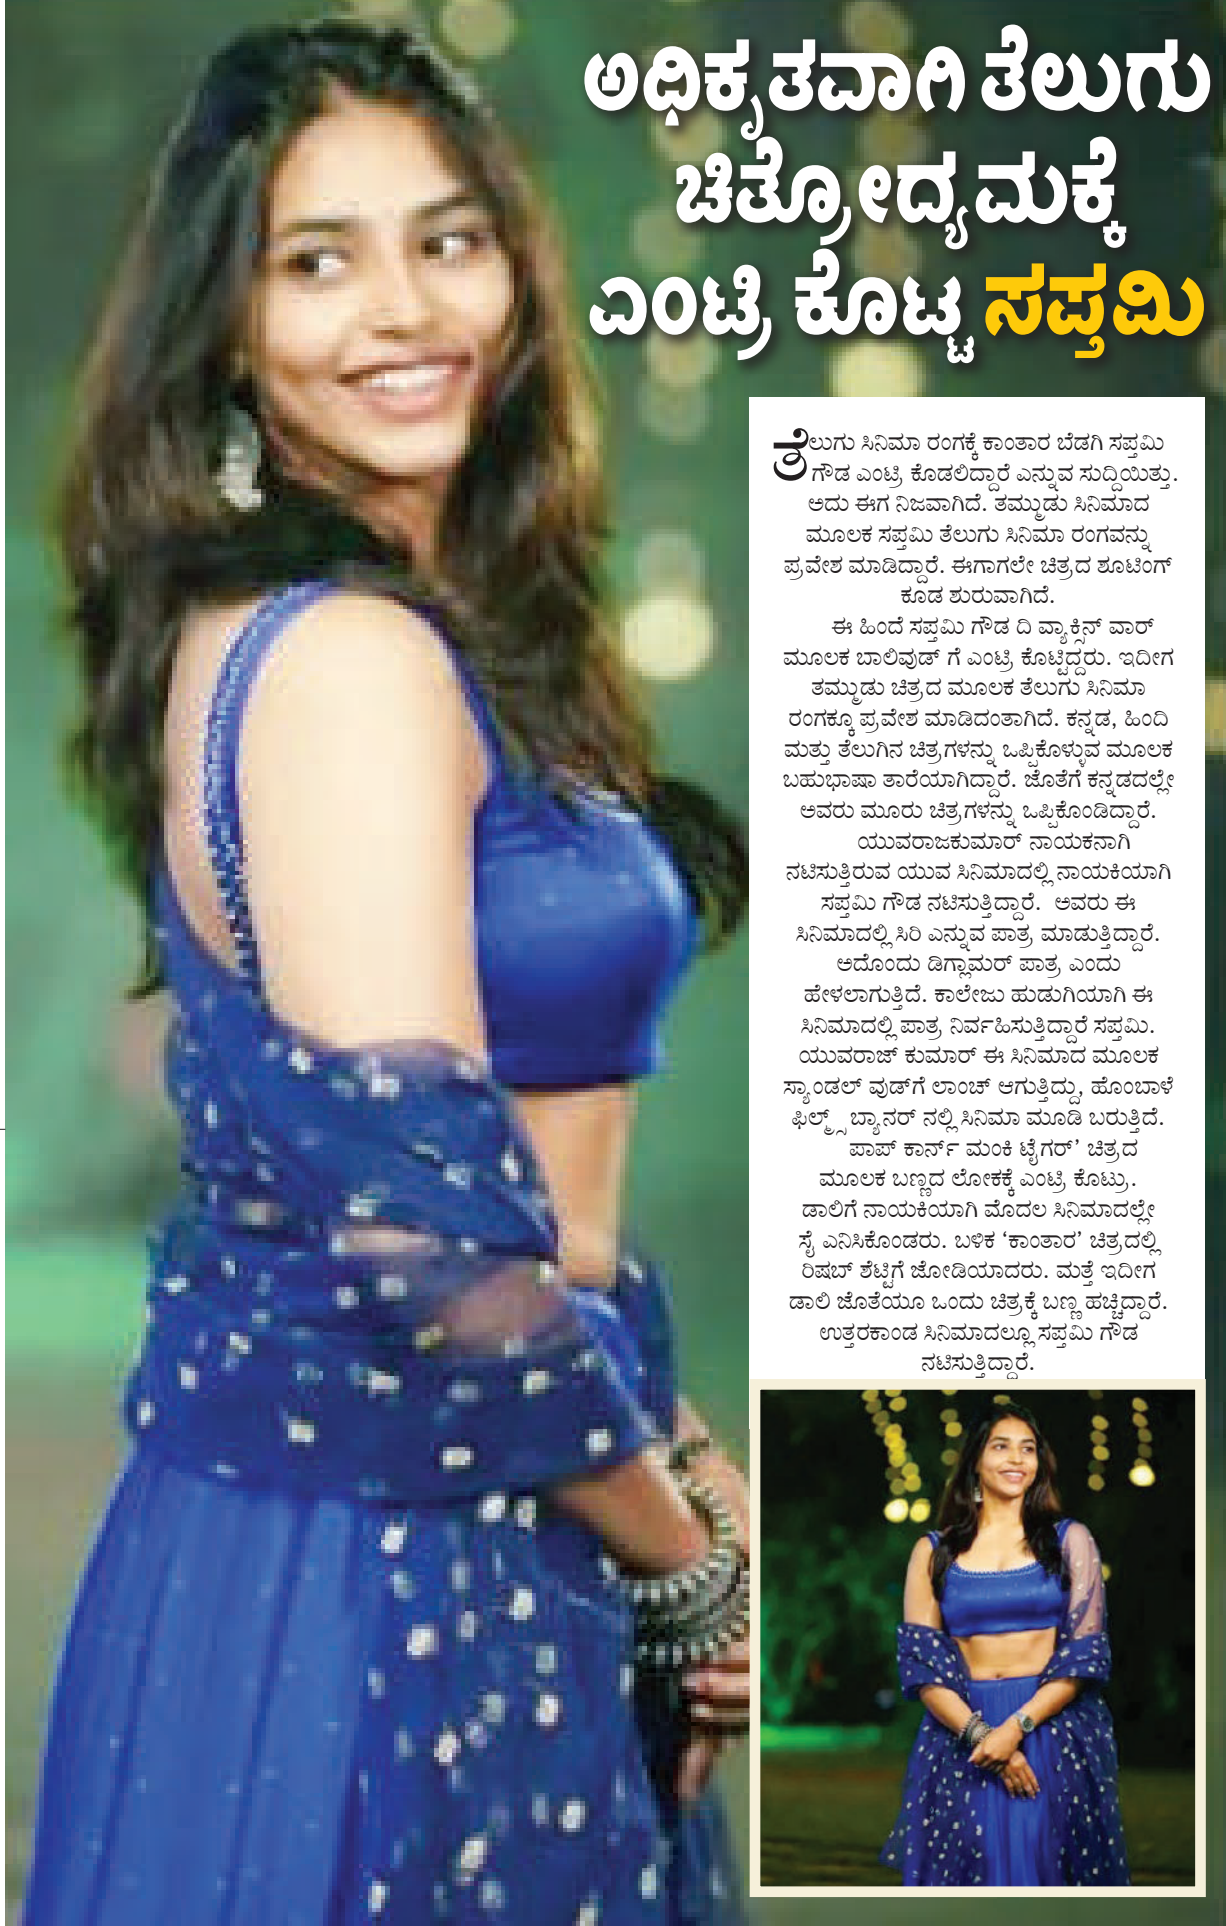 ಅಧಿಕೃತವಾಗಿ ತೆಲುಗು
ಚಿತ್ರೋದ್ಯಮಕ್ಕೆ
ಎಂಟ್ರಿ ಕೊಟ್ಟ ಸಪ್ತಮಿ
ತೆಲುಗು ಸಿನಿಮಾ ರಂಗಕ್ಕೆ ಕಾಂತಾರ ಬೆಡಗಿ ಸಪ್ತಮಿ
ಗೌಡ ಎಂಟ್ರಿ ಕೊಡಲಿದ್ದಾರೆ ಎನ್ನುವ ಸುದ್ದಿಯಿತ್ತು.
ಅದು ಈಗ ನಿಜವಾಗಿದೆ. ತಮ್ಮುಡು ಸಿನಿಮಾದ
ಮೂಲಕ ಸಪ್ತಮಿ ತೆಲುಗು ಸಿನಿಮಾ ರಂಗವನ್ನು
ಪ್ರವೇಶ ಮಾಡಿದ್ದಾರೆ. ಈಗಾಗಲೇ ಚಿತ್ರದ ಶೂಟಿಂಗ್
ಕೂಡ ಶುರುವಾಗಿದೆ.
ಈ ಹಿಂದೆ ಸಪ್ತಮಿ ಗೌಡ ದಿ ವ್ಯಾಕ್ಸಿನ್ ವಾರ್
ಮೂಲಕ ಬಾಲಿವುಡ್ ಗೆ ಎಂಟ್ರಿ ಕೊಟ್ಟಿದ್ದರು. ಇದೀಗ
ತಮ್ಮುಡು ಚಿತ್ರದ ಮೂಲಕ ತೆಲುಗು ಸಿನಿಮಾ
ರಂಗಕ್ಕೂ ಪ್ರವೇಶ ಮಾಡಿದಂತಾಗಿದೆ. ಕನ್ನಡ, ಹಿಂದಿ
ಮತ್ತು ತೆಲುಗಿನ ಚಿತ್ರಗಳನ್ನು ಒಪ್ಪಿಕೊಳ್ಳುವ ಮೂಲಕ
ಬಹುಭಾಷಾ ತಾರೆಯಾಗಿದ್ದಾರೆ. ಜೊತೆಗೆ ಕನ್ನಡದಲ್ಲೇ
ಅವರು ಮೂರು ಚಿತ್ರಗಳನ್ನು ಒಪ್ಪಿಕೊಂಡಿದ್ದಾರೆ.
ಯುವರಾಜಕುಮಾರ್ ನಾಯಕನಾಗಿ
ನಟಿಸುತ್ತಿರುವ ಯುವ ಸಿನಿಮಾದಲ್ಲಿ ನಾಯಕಿಯಾಗಿ
ಸಪ್ತಮಿ ಗೌಡ ನಟಿಸುತ್ತಿದ್ದಾರೆ. ಅವರು ಈ
ಸಿನಿಮಾದಲ್ಲಿ ಸಿರಿ ಎನ್ನುವ ಪಾತ್ರ ಮಾಡುತ್ತಿದ್ದಾರೆ.
ಅದೊಂದು ಡಿಗ್ಲಾಮರ್ ಪಾತ್ರ ಎಂದು
ಹೇಳಲಾಗುತ್ತಿದೆ. ಕಾಲೇಜು ಹುಡುಗಿಯಾಗಿ ಈ
ಸಿನಿಮಾದಲ್ಲಿ ಪಾತ್ರ ನಿರ್ವಹಿಸುತ್ತಿದ್ದಾರೆ ಸಪ್ತಮಿ.
ಯುವರಾಜ್ ಕುಮಾರ್ ಈ ಸಿನಿಮಾದ ಮೂಲಕ
ಸ್ಯಾಂಡಲ್ ವುಡ್‌ಗೆ ಲಾಂಚ್ ಆಗುತ್ತಿದ್ದು, ಹೊಂಬಾಳೆ
ಫಿಲ್ಮ್ಸ್ ಬ್ಯಾನರ್ ನಲ್ಲಿ ಸಿನಿಮಾ ಮೂಡಿ ಬರುತ್ತಿದೆ.
ಪಾಪ್ ಕಾರ್ನ್ ಮಂಕಿ ಟೈಗರ್’ ಚಿತ್ರದ
ಮೂಲಕ ಬಣ್ಣದ ಲೋಕಕ್ಕೆ ಎಂಟ್ರಿ ಕೊಟ್ರು.
ಡಾಲಿಗೆ ನಾಯಕಿಯಾಗಿ ಮೊದಲ ಸಿನಿಮಾದಲ್ಲೇ
ಸೈ ಎನಿಸಿಕೊಂಡರು. ಬಳಿಕ ‘ಕಾಂತಾರ’ ಚಿತ್ರದಲ್ಲಿ
ರಿಷಬ್ ಶೆಟ್ಟಿಗೆ ಜೋಡಿಯಾದರು. ಮತ್ತೆ ಇದೀಗ
ಡಾಲಿ ಜೊತೆಯೂ ಒಂದು ಚಿತ್ರಕ್ಕೆ ಬಣ್ಣ ಹಚ್ಚಿದ್ದಾರೆ.
ಉತ್ತರಕಾಂಡ ಸಿನಿಮಾದಲ್ಲೂ ಸಪ್ತಮಿ ಗೌಡ
ನಟಿಸುತ್ತಿದ್ದಾರೆ.